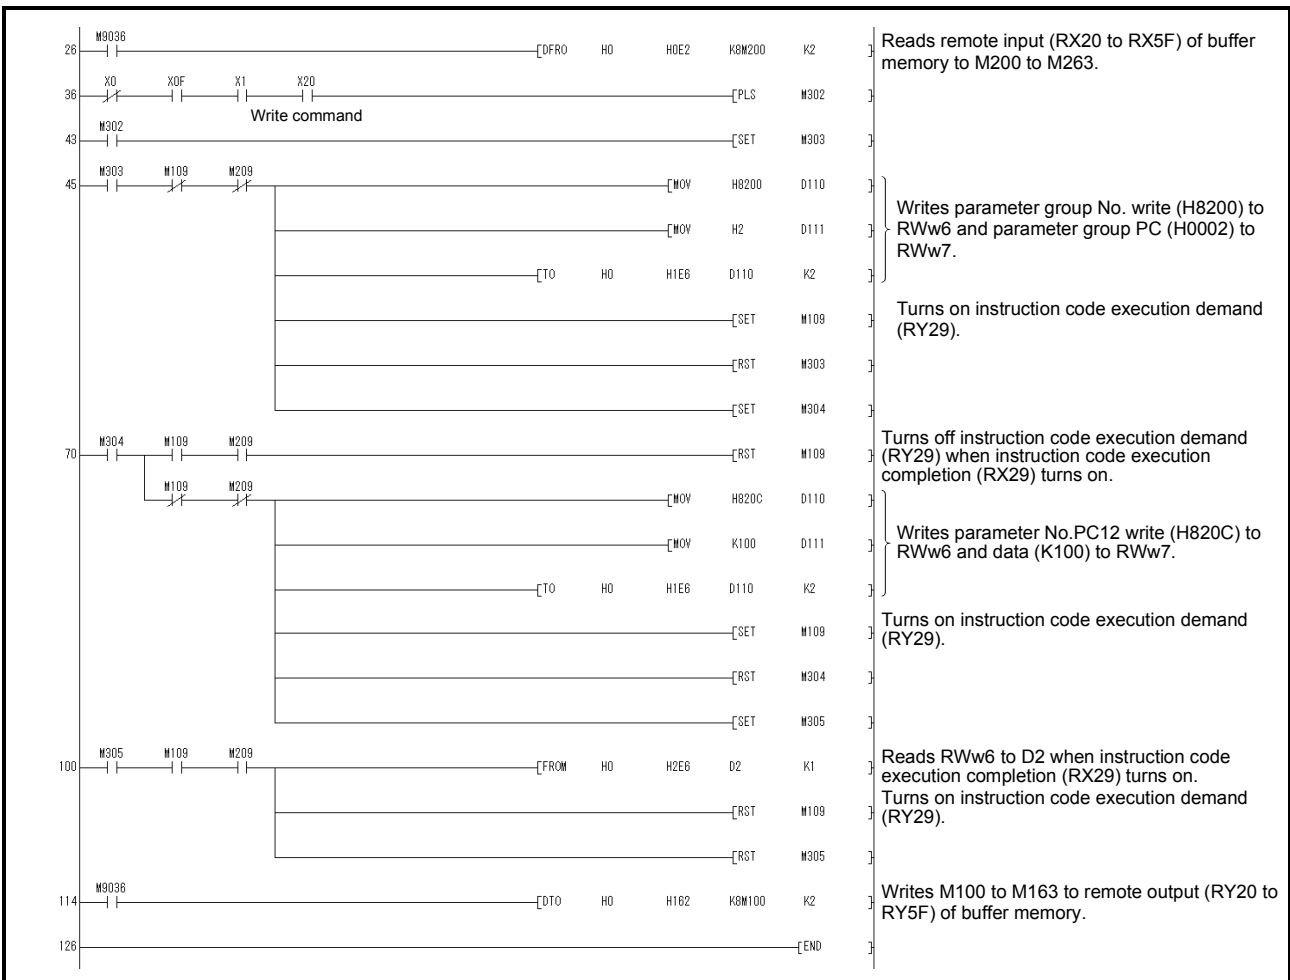 M9036
26 [DFRO H0 H0E2 K8M200 K2 ]
Reads remote input (RX20 to RX5F) of buffer
memory to M200 to M263.
X0 X0F X1 X20
36 [PLS M302 ]
Write command
M302
43 [SET M303 ]
M303 M109 M209
45 [MOV H8200 D110 ]
[MOV H2 D111 ]
[TO H0 H1E6 D110 K2 ]
Writes parameter group No. write (H8200) to
RWw6 and parameter group PC (H0002) to
RWw7.
[SET M109 ]
Turns on instruction code execution demand
(RY29).
[RST M303 ]
[SET M304 ]
M304 M109 M209
70 [RST M109 ]
Turns off instruction code execution demand
(RY29) when instruction code execution
completion (RX29) turns on.
M109 M209
[MOV H820C D110 ]
[MOV K100 D111 ]
[TO H0 H1E6 D110 K2 ]
Writes parameter No.PC12 write (H820C) to
RWw6 and data (K100) to RWw7.
[SET M109 ]
Turns on instruction code execution demand
(RY29).
[RST M304 ]
[SET M305 ]
M305 M109 M209
100 [FROM H0 H2E6 D2 K1 ]
Reads RWw6 to D2 when instruction code
execution completion (RX29) turns on.
[RST M109 ]
Turns on instruction code execution demand
(RY29).
[RST M305 ]
M9036
114 [DTO H0 H162 K8M100 K2 ]
Writes M100 to M163 to remote output (RY20 to
RY5F) of buffer memory.
126 [END ]